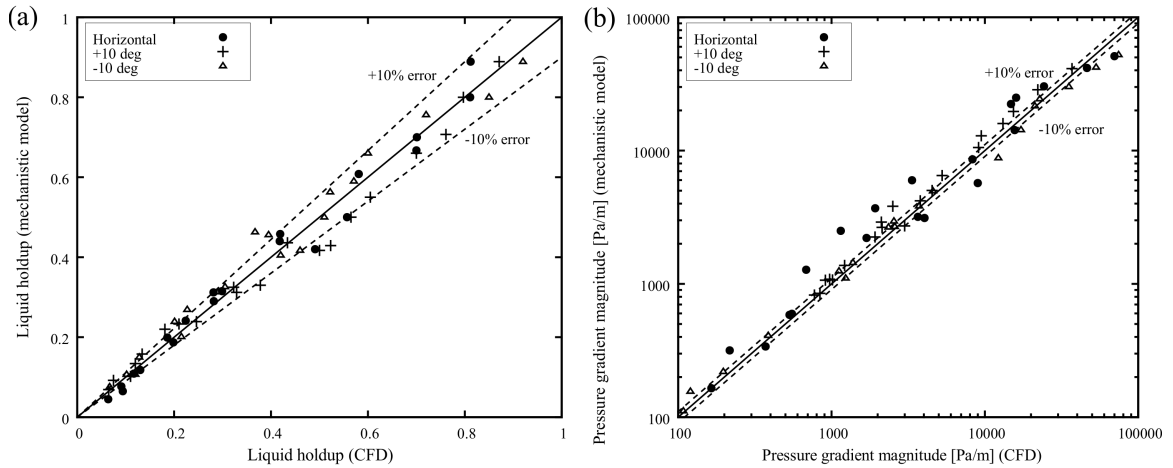 (a)
Horizontal
+10 deg
-10 deg
+10% error
-10% error
1
0.8
0.6
0.4
0.2
0
0 0.2 0.4 0.6 0.8 1
Liquid holdup (mechanistic model)
Liquid holdup (CFD)
(b)
Horizontal
+10 deg
-10 deg
+10% error
-10% error
100000
10000
1000
100
100 1000 10000 100000
Pressure gradient magnitude [Pa/m] (mechanistic model)
Pressure gradient magnitude [Pa/m] (CFD)